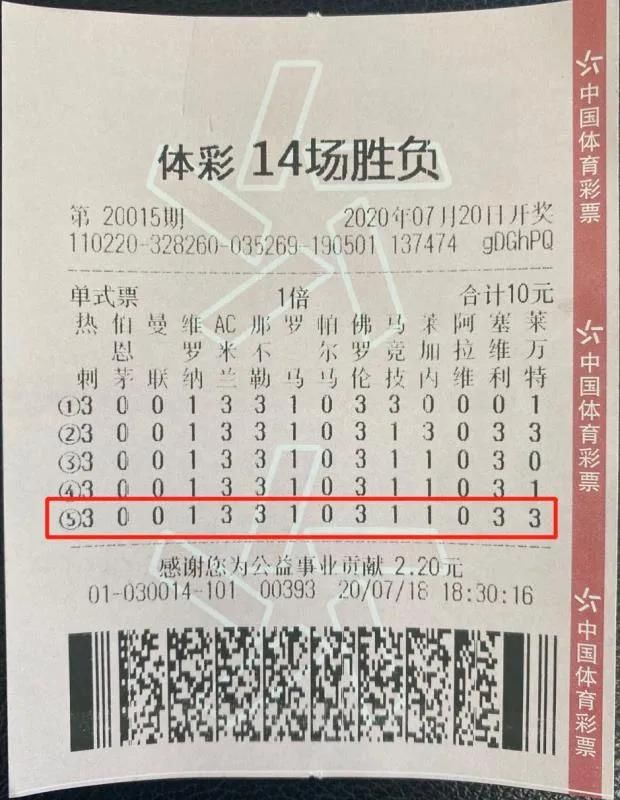 体彩 14场胜负
第 20015期 2020年07月20日开奖
110220-328260-035269-190501 137474 gDGhPQ
单式票 1倍 合计10元
热刺 伯恩茅 曼联 维罗纳 AC米兰 那不勒 罗马 帕尔马 佛罗伦 马竞技 莱加内 阿拉维 塞维利 莱万特
①3 0 0 1 3 3 1 0 3 3 0 0 0 1
②3 0 0 1 3 3 1 0 3 1 3 0 3 3
③3 0 0 1 3 3 1 0 3 1 1 0 3 0
④3 0 0 1 3 3 1 0 3 1 1 0 3 1
⑤3 0 0 1 3 3 1 0 3 1 1 0 3 3
感谢您为公益事业贡献 2.20元
01-030014-101 00393 20/07/18 18:30:16
中国体育彩票
中国体育彩票
中国体育彩票